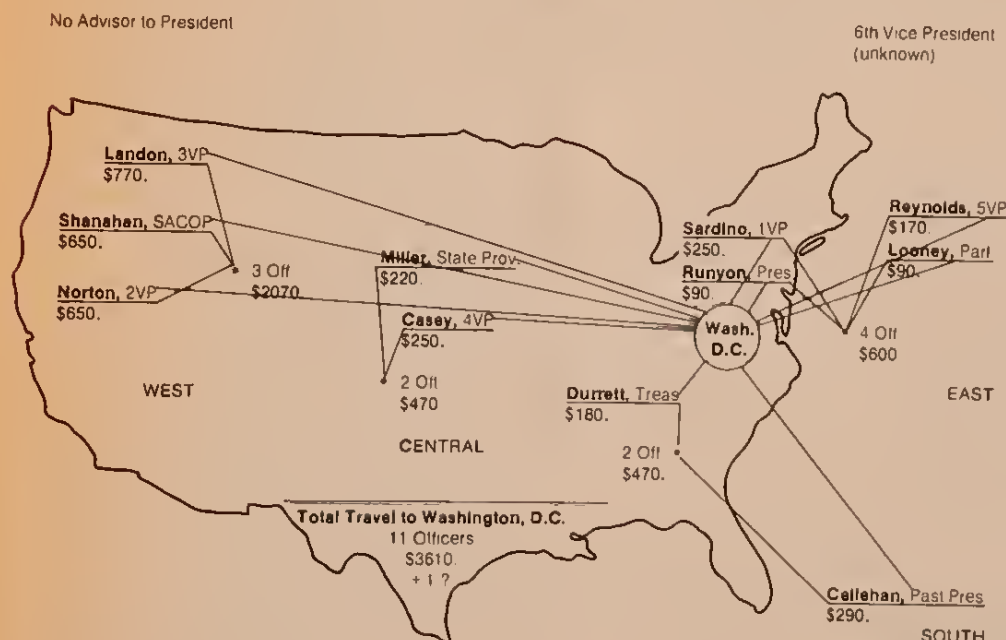 No Advisor to President
6th Vice President
(unknown)
Landon, 3VP
$770.
Shanahan, SACOP
$650.
Norton, 2VP
$650.
3 Off
$2070
Miller, State Prov.
$220.
Casey, 4VP
$250.
2 Off
$470
Sardino, 1VP
$250.
Runyon, Pres
$90.
Reynolds, 5VP
$170.
Looney, Parl
$90.
Wash.
D.C.
4 Off
$600
WEST
CENTRAL
EAST
Durrett, Treas
$180.
2 Off
$470.
Total Travel to Washington, D.C.
11 Officers
$3610.
+ 1 ?
Cellehan, Past Pres
$290.
SOUTH